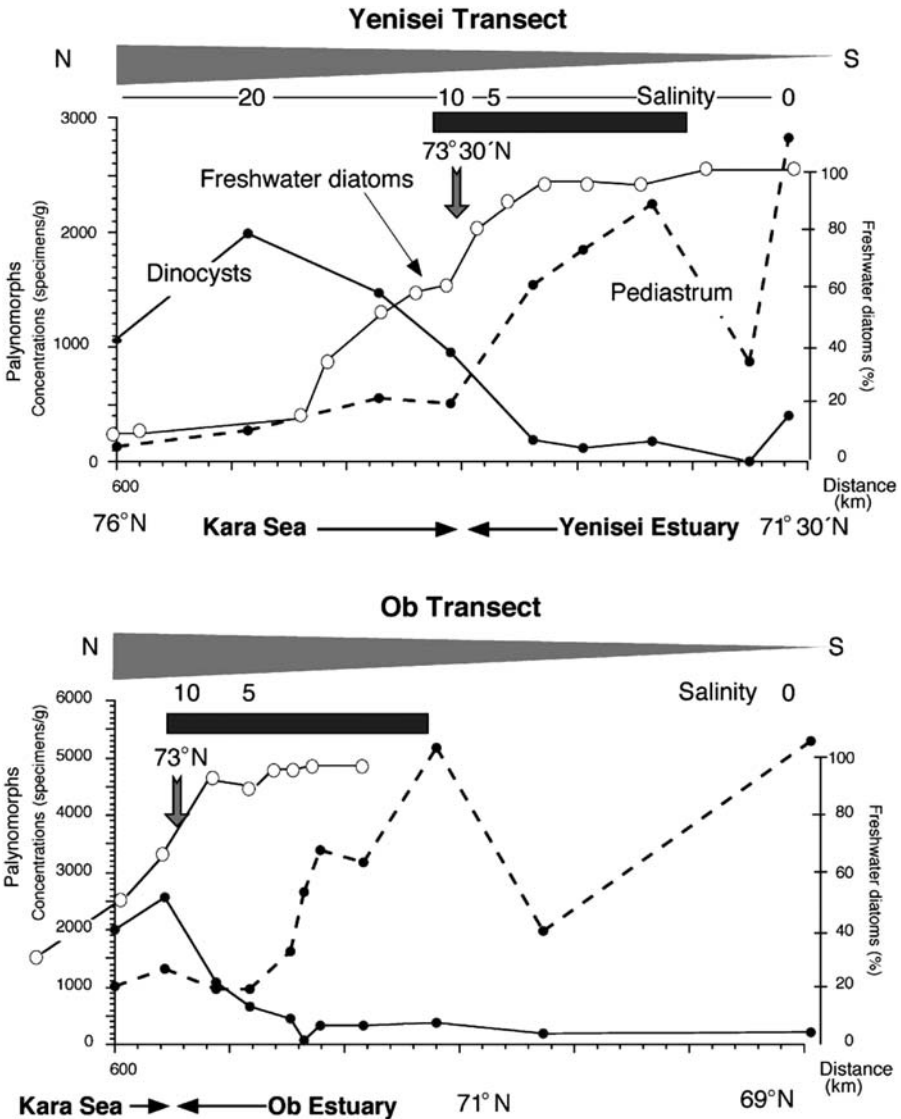 Yenisei Transect
N S
20 10 5 Salinity 0
3000
73°30´N
Freshwater diatoms
100
2000
80
Dinocysts
Pediastrum
60
1000
40
20
0
0
Palynomorphs
Concentrations (specimens/g)
Freshwater diatoms (%)
600
Distance
(km)
76°N Kara Sea Yenisei Estuary 71°30´N
Ob Transect
N S
10 5 Salinity 0
6000
73°N
5000
100
4000
80
3000
60
2000
40
1000
20
0
0
Palynomorphs
Concentrations (specimens/g)
Freshwater diatoms (%)
600
Distance
(km)
Kara Sea Ob Estuary 71°N 69°N